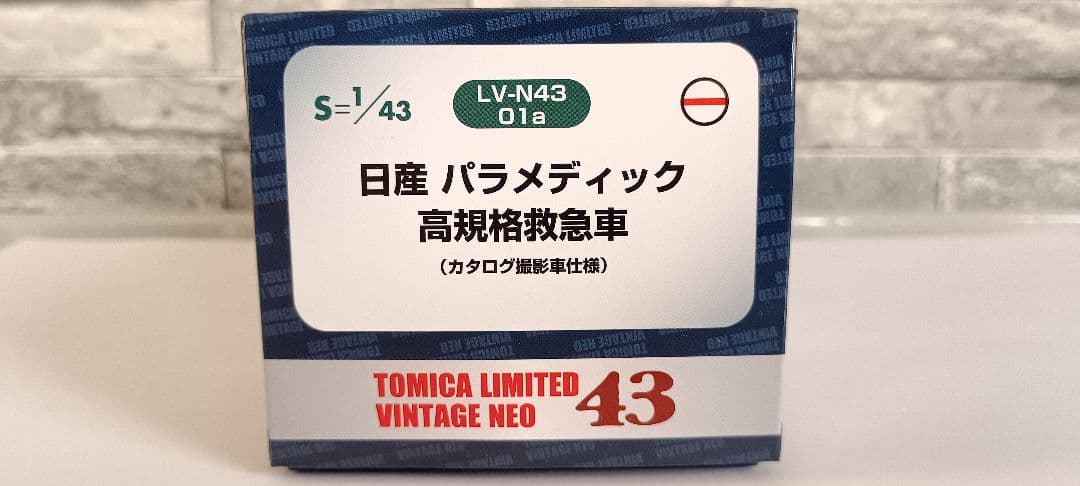 S=1/43
LV-N43
01a
日産 パラメディック
高規格救急車
（カタログ撮影車仕様）
TOMICA LIMITED
VINTAGE NEO
43